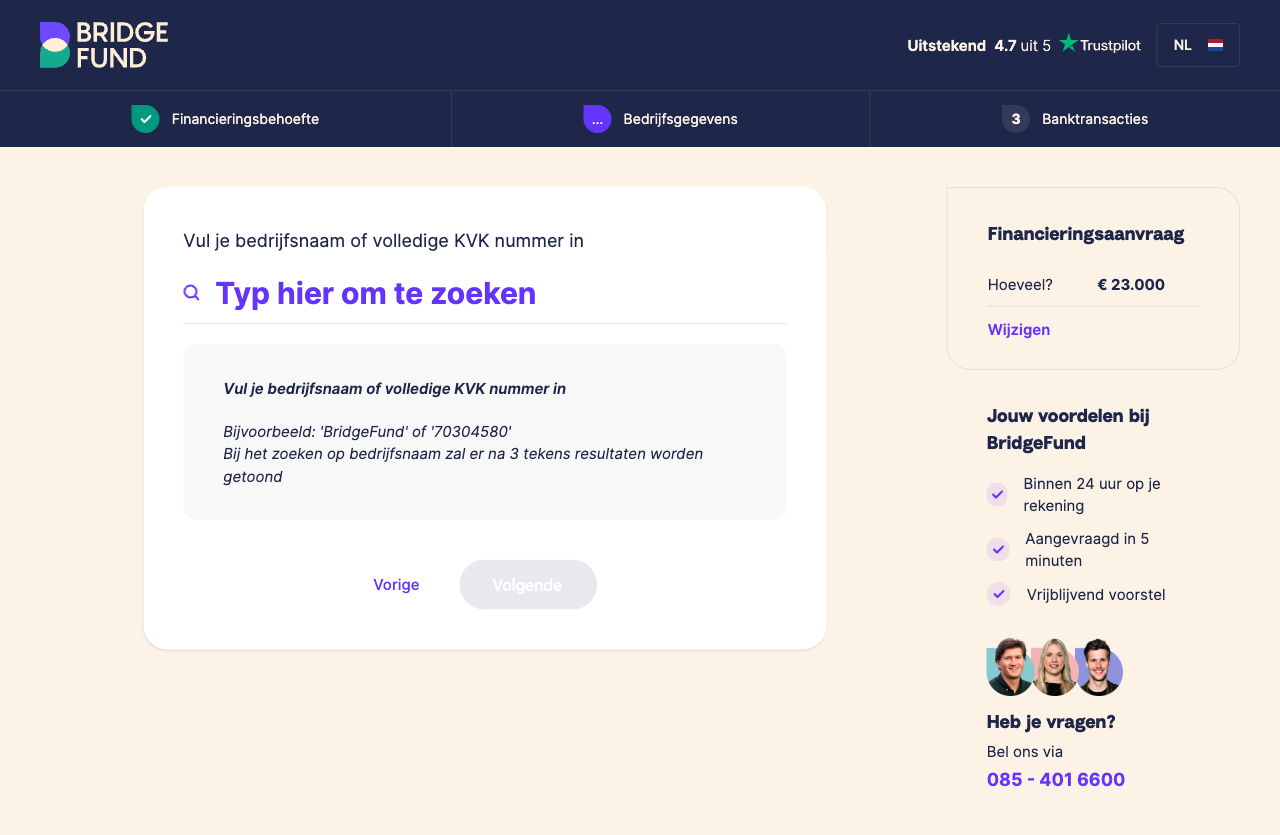 BRIDGE
FUND
Uitstekend 4.7 uit 5 Trustpilot
NL
Financieringsbehoefte
... Bedrijfsgegevens
3 Banktransacties
Vul je bedrijfsnaam of volledige KVK nummer in
Typ hier om te zoeken
Vul je bedrijfsnaam of volledige KVK nummer in
Bijvoorbeeld: 'BridgeFund' of '70304580'
Bij het zoeken op bedrijfsnaam zal er na 3 tekens resultaten worden
getoond
Vorige
Volgende
Financieringsaanvraag
Hoeveel? € 23.000
Wijzigen
Jouw voordelen bij
BridgeFund
Binnen 24 uur op je
rekening
Aangevraagd in 5
minuten
Vrijblijvend voorstel
Heb je vragen?
Bel ons via
085 - 401 6600